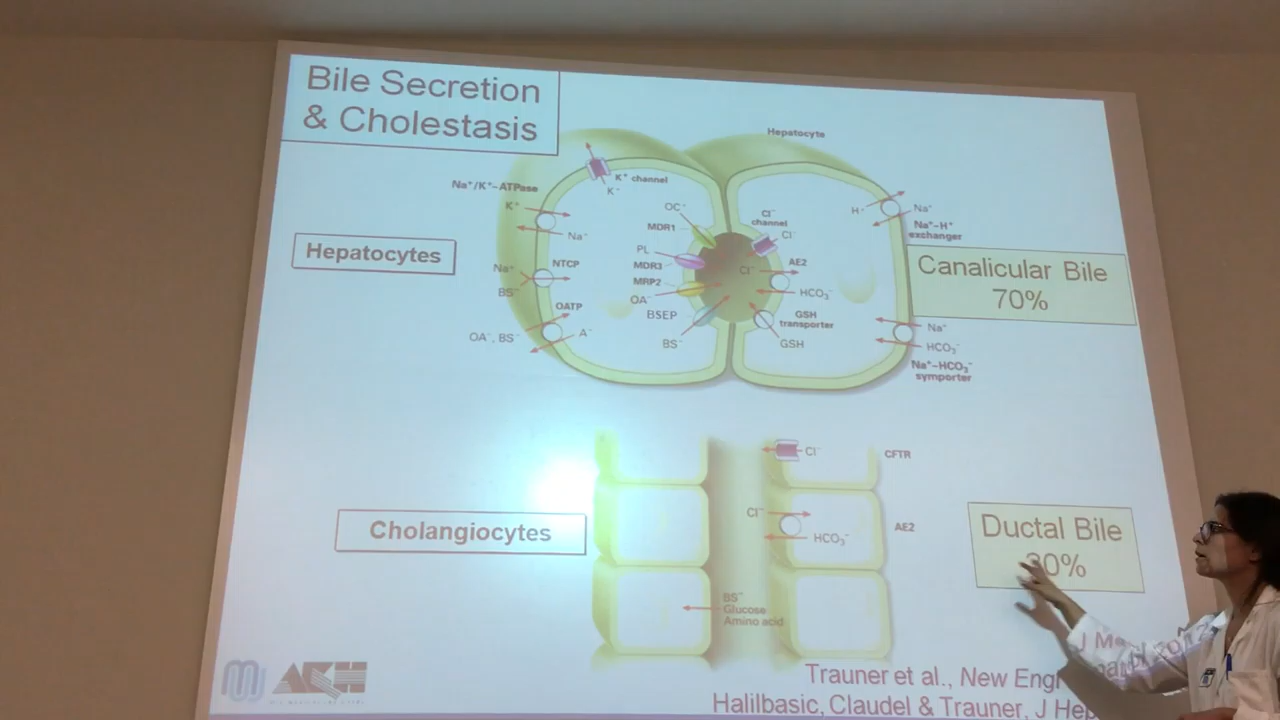 Bile Secretion
& Cholestasis
Hepatocyte
K⁺ channel
K⁺
Na⁺/K⁺-ATPase
K⁺
Na⁺
OC⁺
MDR1
PL
MDR3
MRP2
OA⁻
BSEP
BS⁻
Cl⁻
channel
Cl⁻
Cl⁻
AE2
HCO₃⁻
GSH
transporter
GSH
H⁺
Na⁺
Na⁺-H⁺
exchanger
Hepatocytes
Na⁺
NTCP
BS⁻
OATP
OA⁻, BS⁻
A⁻
Canalicular Bile
70%
Na⁺
HCO₃⁻
Na⁺-HCO₃⁻
symporter
Cl⁻
CFTR
Cholangiocytes
Cl⁻
HCO₃⁻
AE2
Ductal Bile
30%
BS⁻
Glucose
Amino acid
AKH
Trauner et al., New Engl
J M
Halilbasic, Claudel & Trauner, J Hep